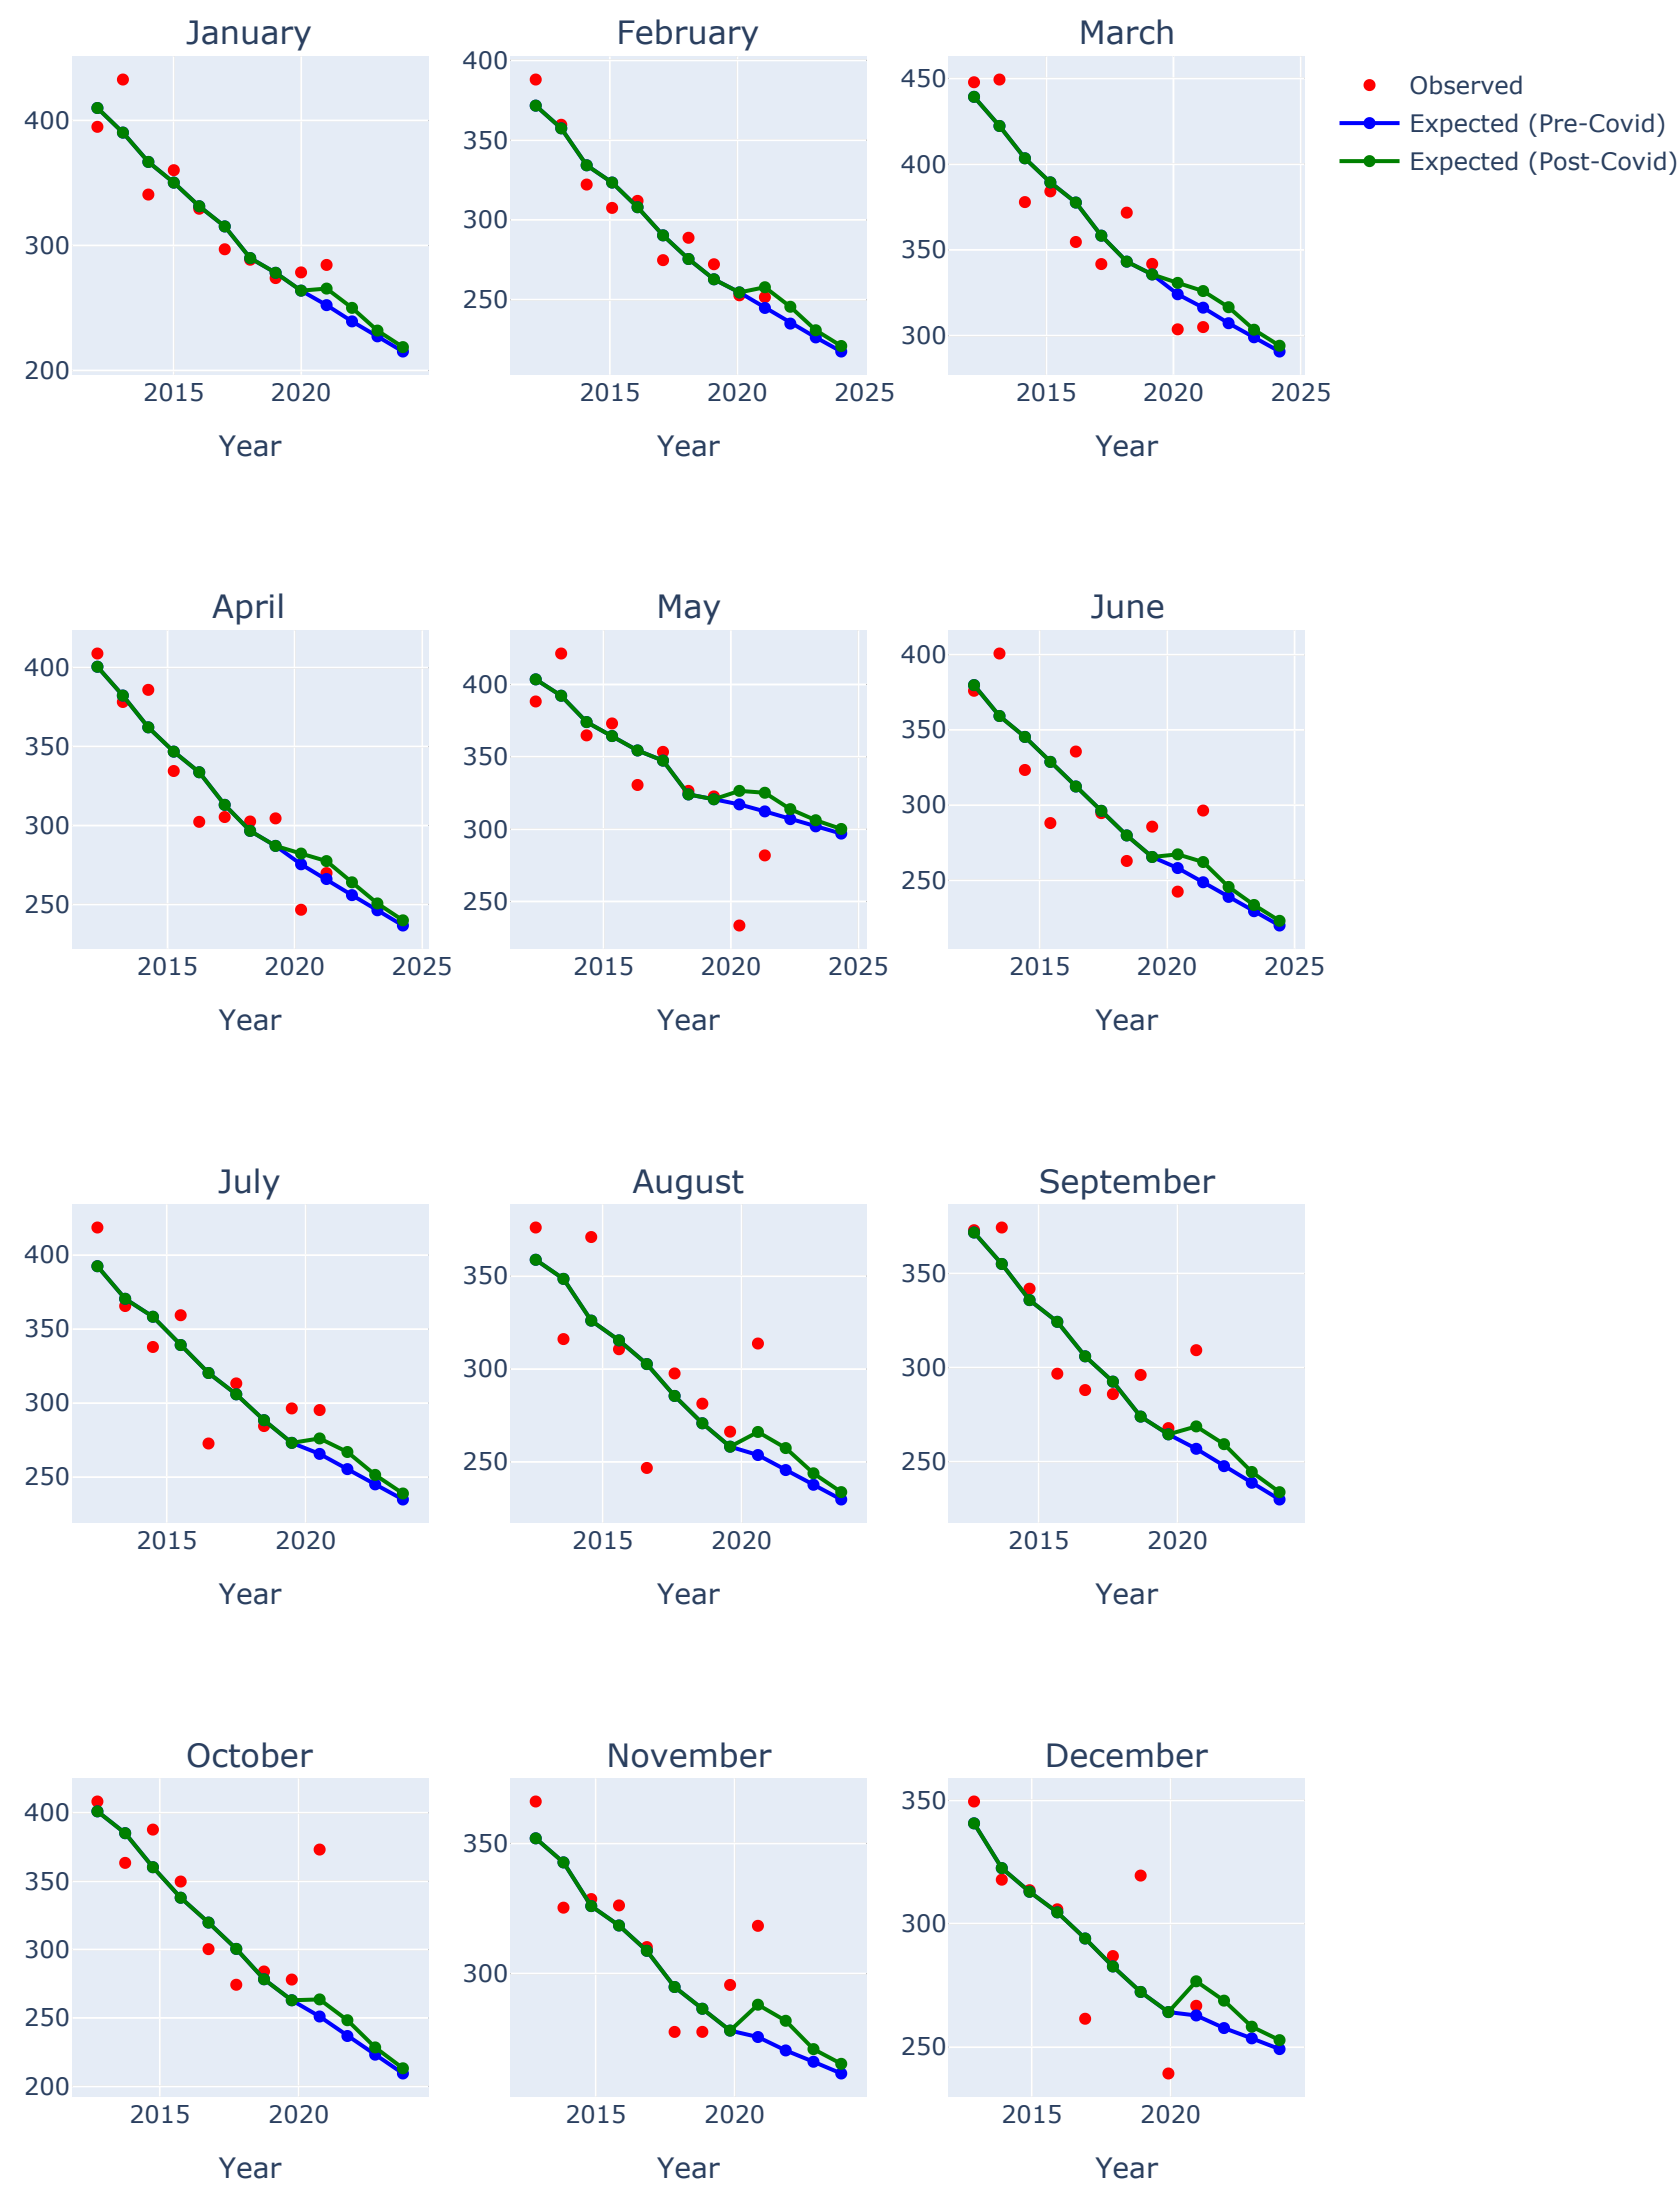 January
February
March
400
300
200
2015
2020
Year
400
350
300
250
2015
2020
2025
Year
450
400
350
300
2015
2020
2025
Year
Observed
Expected (Pre-Covid)
Expected (Post-Covid)
April
May
June
400
350
300
250
2015
2020
2025
Year
400
350
300
250
2015
2020
2025
Year
400
350
300
250
2015
2020
2025
Year
July
August
September
400
350
300
250
2015
2020
Year
350
300
250
2015
2020
Year
350
300
250
2015
2020
Year
October
November
December
400
350
300
250
200
2015
2020
Year
350
300
2015
2020
Year
350
300
250
2015
2020
Year